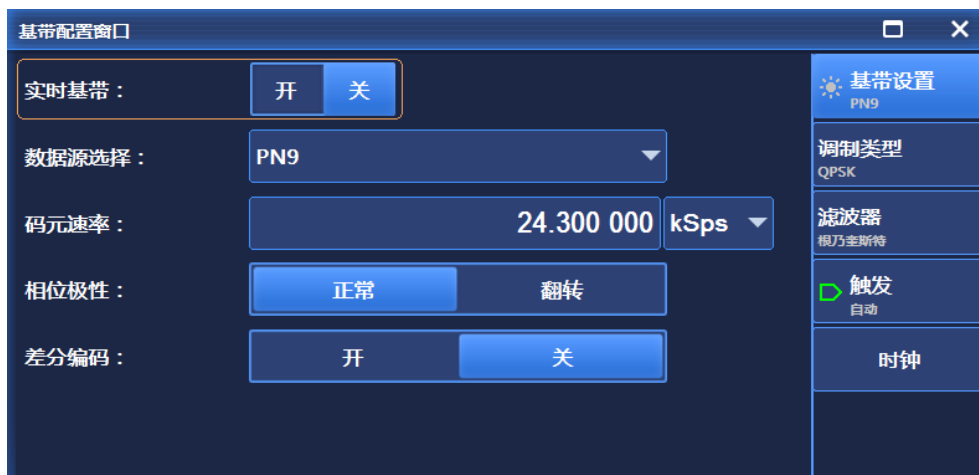 基带配置窗口
实时基带：
开 关
数据源选择：
PN9
码元速率：
24.300 000 kSps
相位极性：
正常 翻转
差分编码：
开 关
基带设置
PN9
调制类型
QPSK
滤波器
根乃奎斯特
触发
自动
时钟